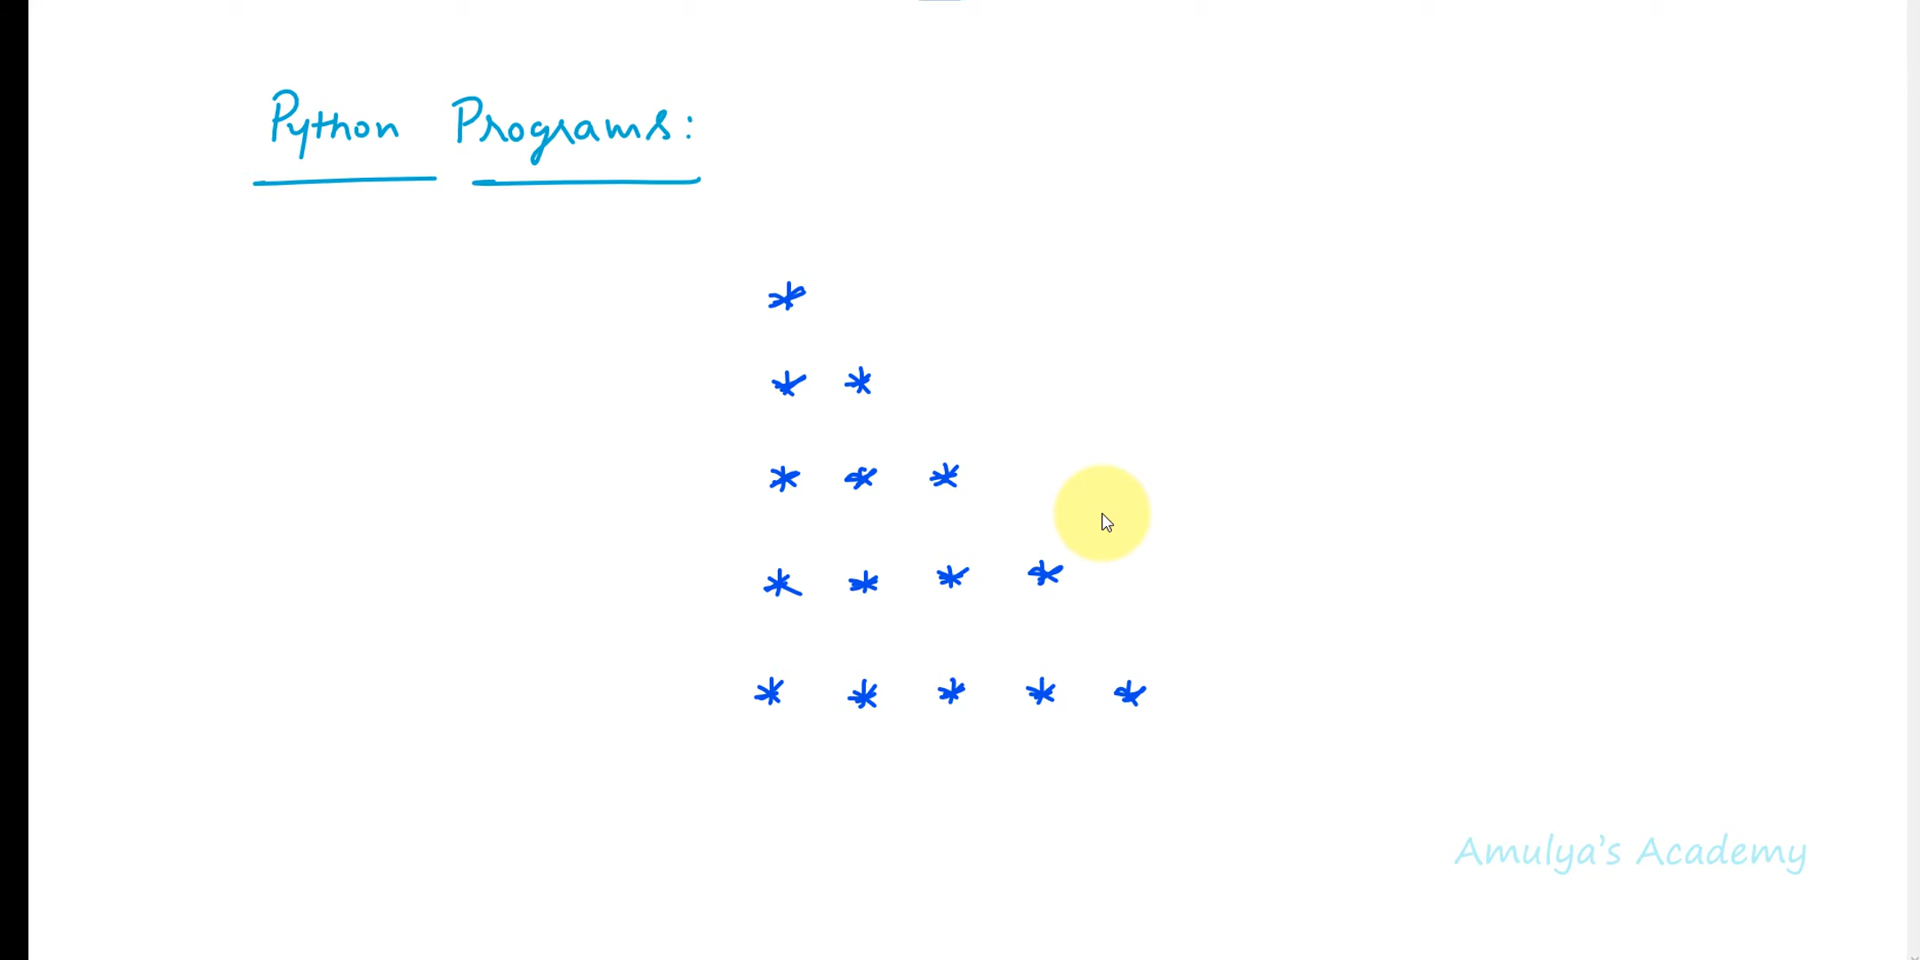 Python Programs:
*
* *
* * *
* * * *
* * * * *
Amulya's Academy